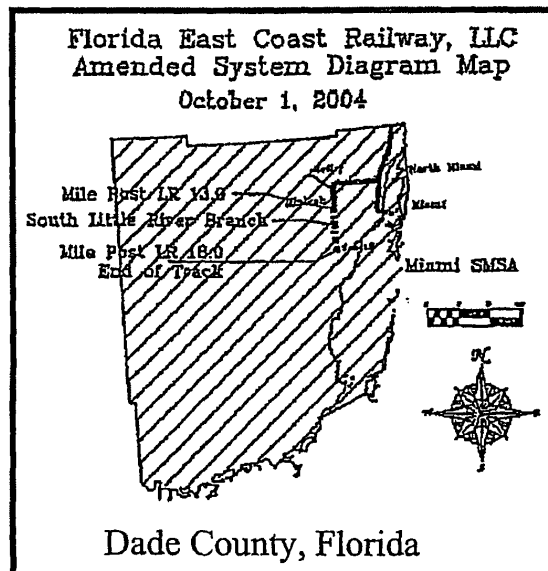 Florida East Coast Railway, LLC
Amended System Diagram Map
October 1, 2004
North Miami
Mile Post LR 13.0
Miami
South Little River Branch
Mile Post LR 18.0
End of Track
Miami SMSA
N
Dade County, Florida